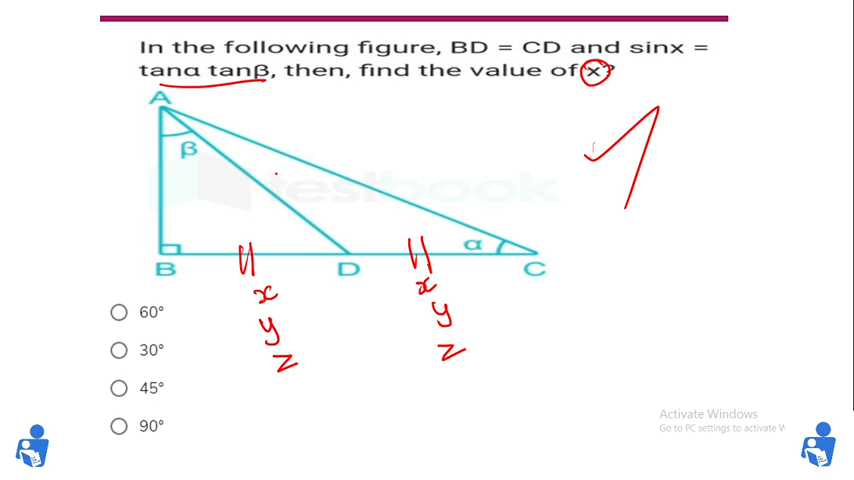 In the following figure, BD = CD and sinx =
tanα tanβ, then, find the value of x?
A
β
testbook
α
B
D
C
x
x
y
y
z
z
60°
30°
45°
90°
Activate Windows
Go to PC settings to activate W